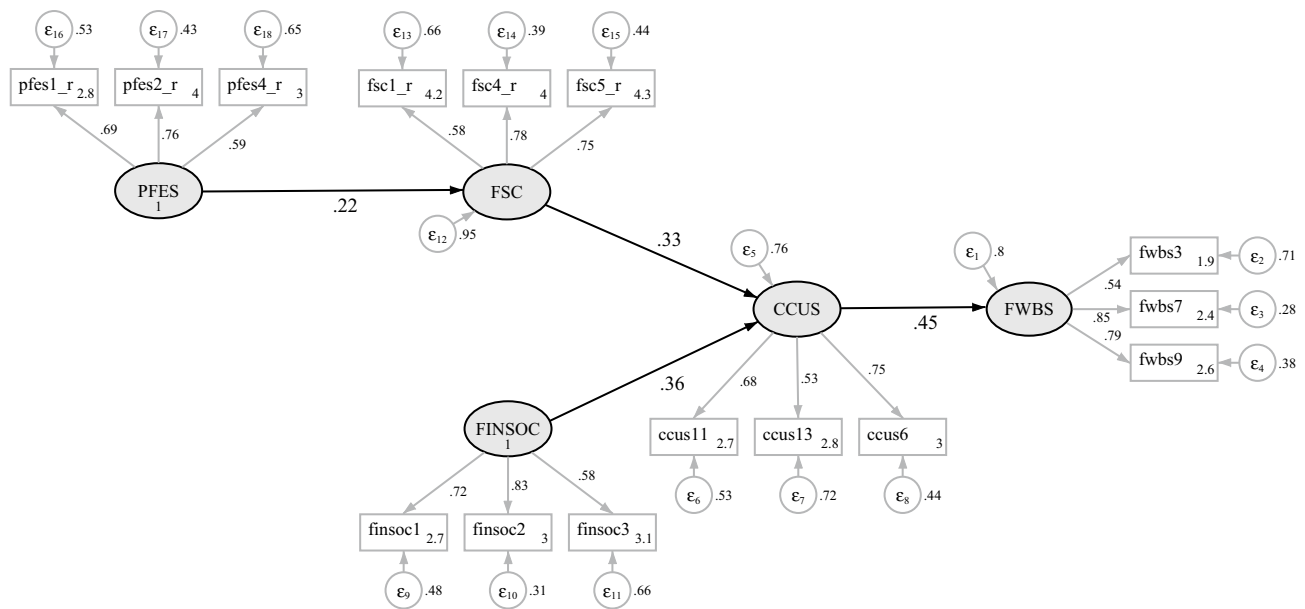 ε16 .53 ε17 .43 ε18 .65 ε13 .66 ε14 .39 ε15 .44
pfes1_r 2.8 pfes2_r 4 pfes4_r 3 fsc1_r 4.2 fsc4_r 4 fsc5_r 4.3
.69 .76 .59 .58 .78 .75
PFES 1 .22 FSC
ε12 .95
.33
ε5 .76 ε1 .8
fwbs3 1.9 ε2 .71
.54
CCUS .45 FWBS .85 fwbs7 2.4 ε3 .28
.79
fwbs9 2.6 ε4 .38
.36
.68 .53 .75
FINSOC 1
ccus11 2.7 ccus13 2.8 ccus6 3
.72 .83 .58
ε6 .53 ε7 .72 ε8 .44
finsoc1 2.7 finsoc2 3 finsoc3 3.1
ε9 .48 ε10 .31 ε11 .66